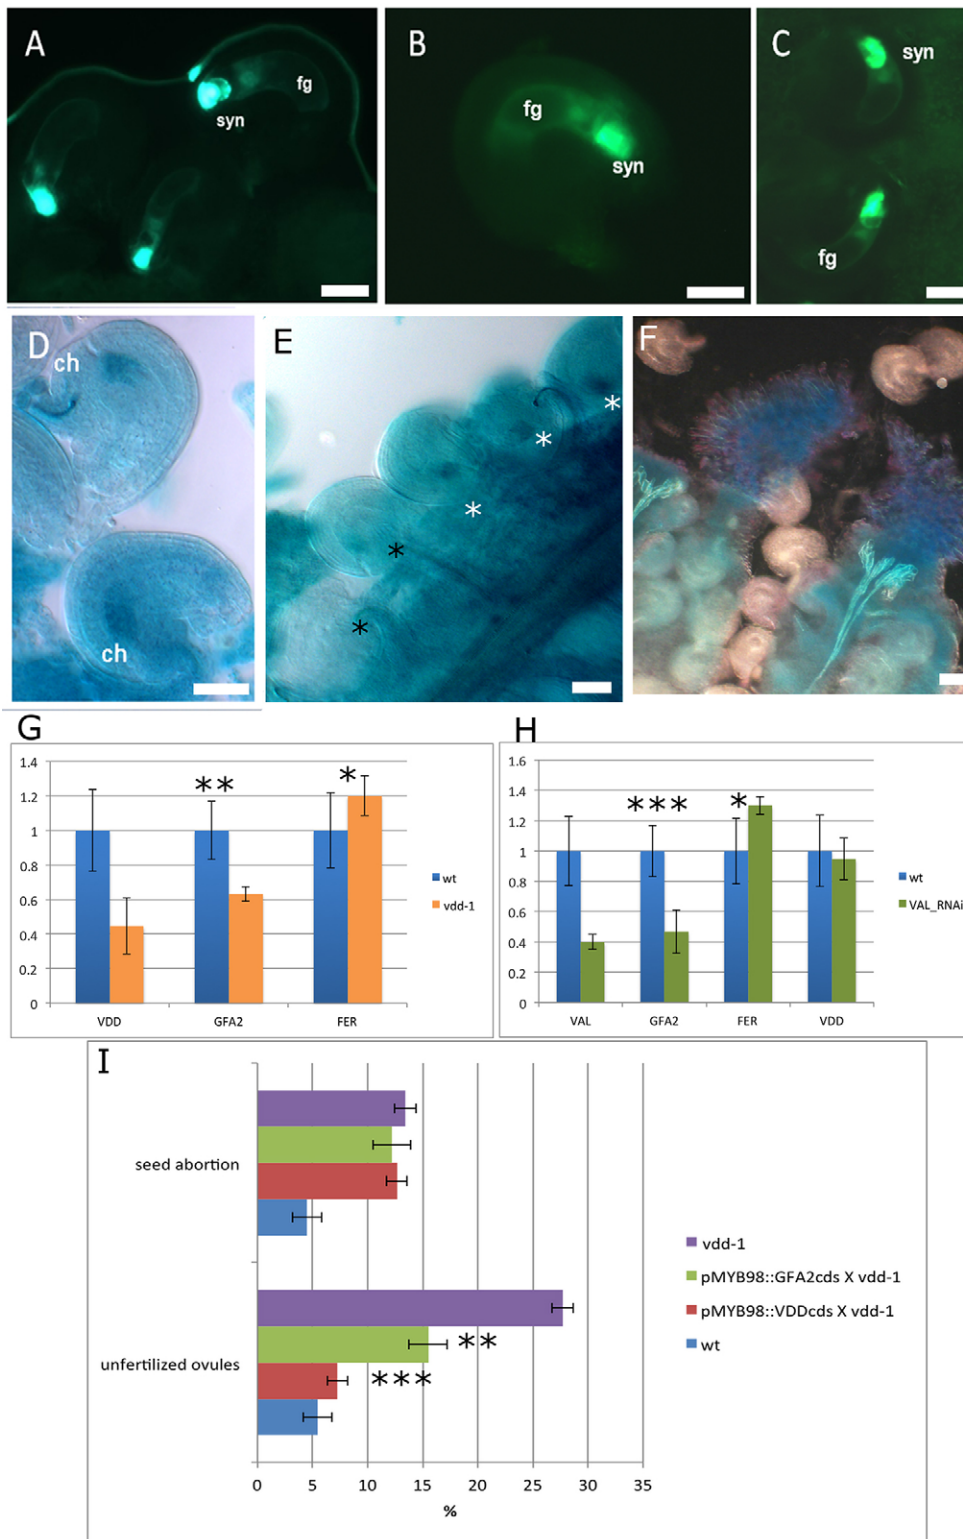 A
fg
syn
B
fg
syn
C
syn
fg
D
ch
ch
E
*
*
*
*
*
F
G
1.4
1.2
1
0.8
0.6
0.4
0.2
0
**
*
VDD
GFA2
FER
wt
vdd-1
H
1.6
1.4
1.2
1
0.8
0.6
0.4
0.2
0
***
*
VAL
GFA2
FER
VDD
wt
VAL_RNAi
I
seed abortion
unfertilized ovules
**
***
0 5 10 15 20 25 30 35
%
vdd-1
pMYB98::GFA2cds X vdd-1
pMYB98::VDDcds X vdd-1
wt